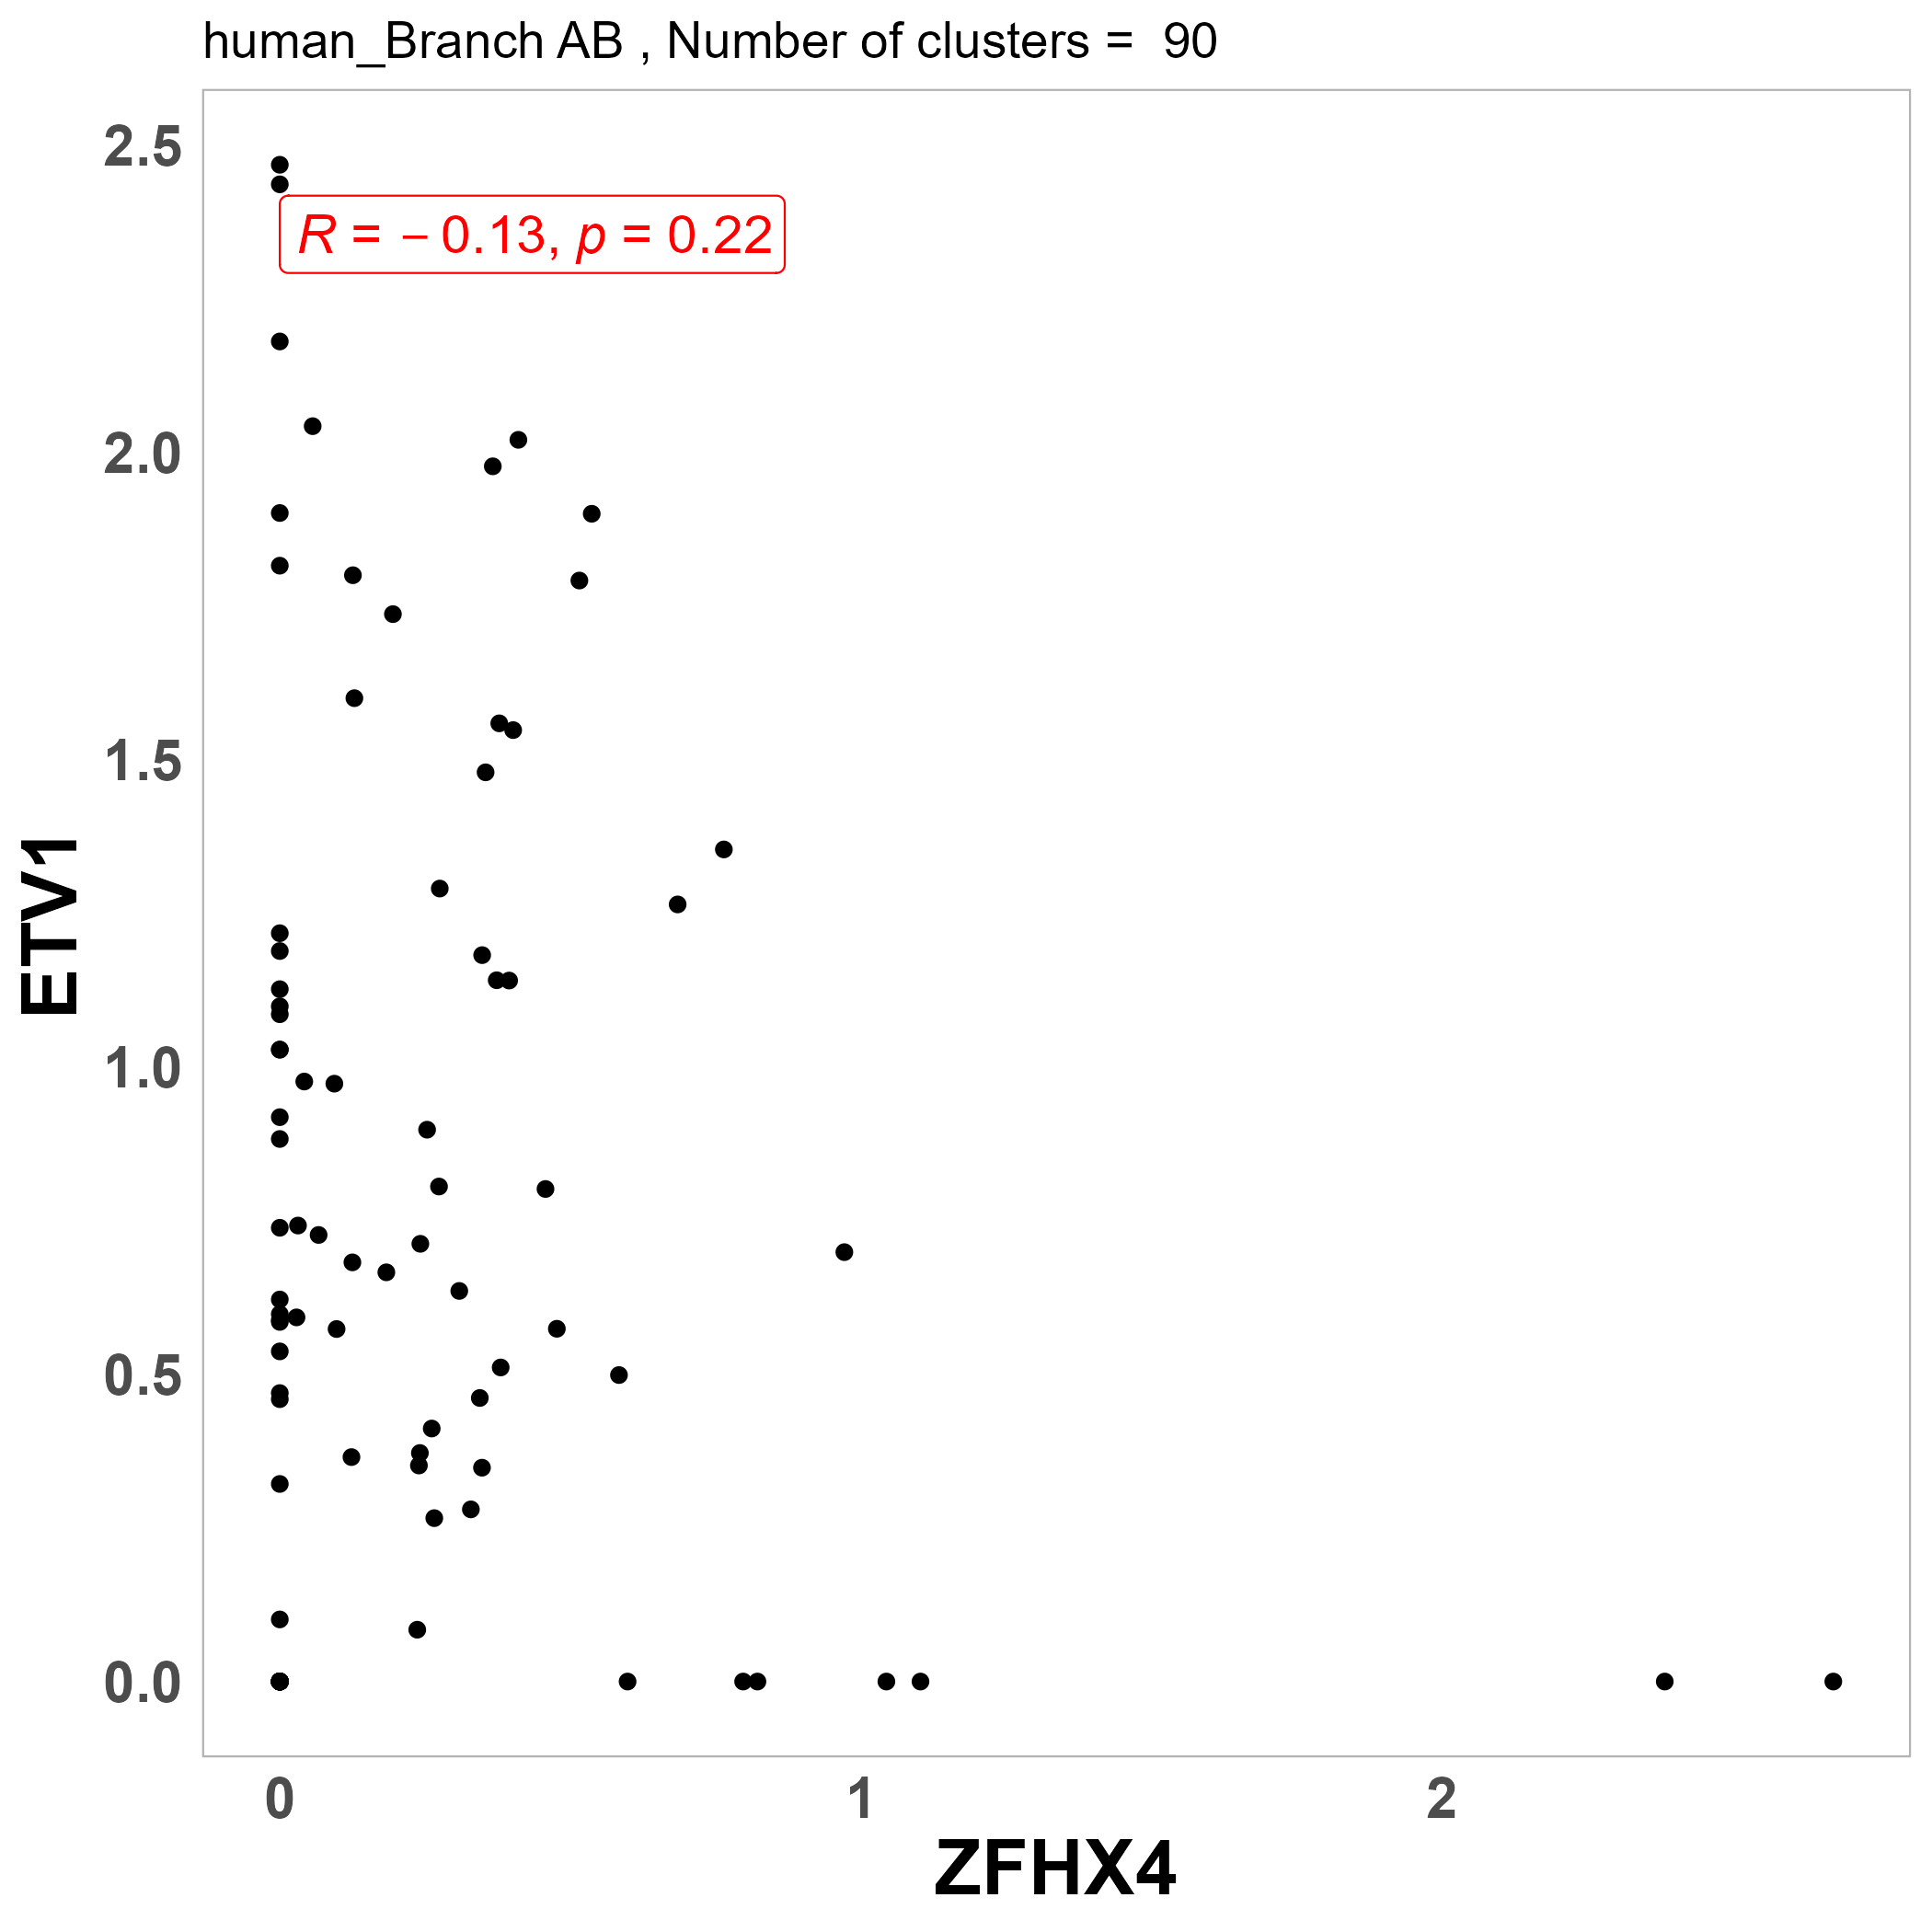 human_Branch AB , Number of clusters =  90
2.5
R = − 0.13, p = 0.22
2.0
1.5
ETV1
1.0
0.5
0.0
0 1 2
ZFHX4